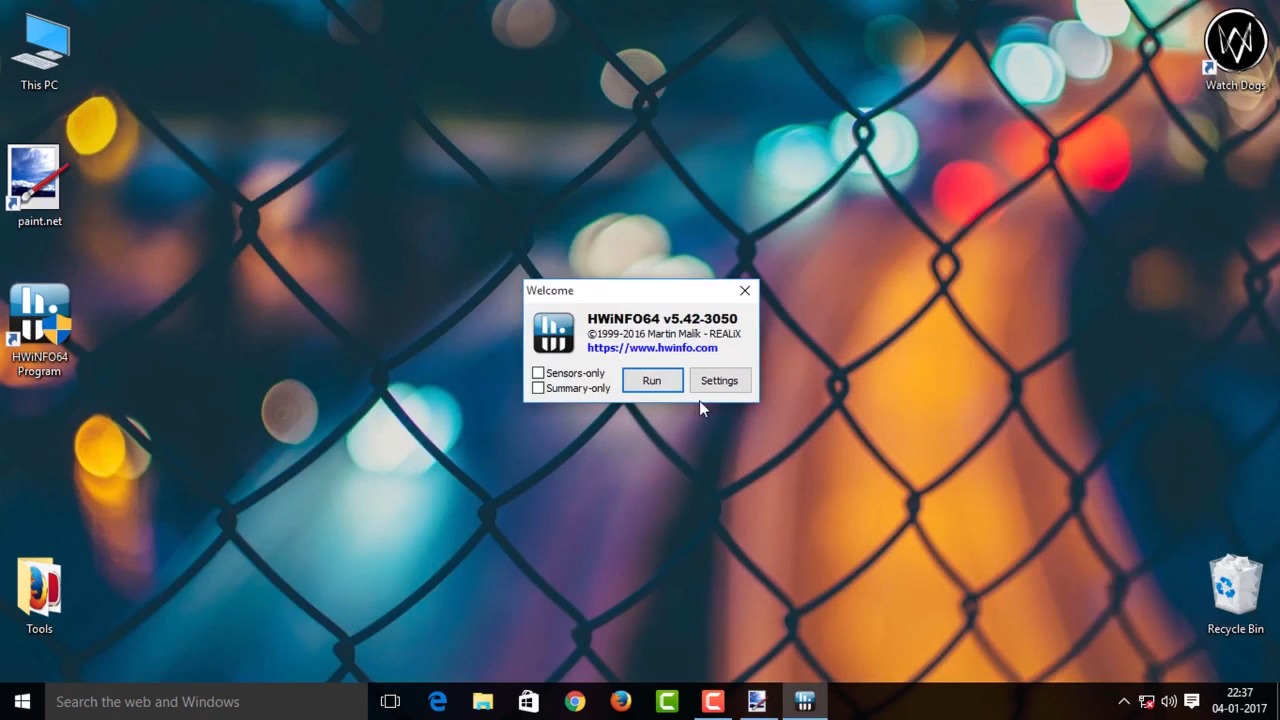 This PC
Watch Dogs
paint.net
HWiNFO64
Program
Welcome
HWiNFO64 v5.42-3050
©1999-2016 Martin Malík - REALiX
https://www.hwinfo.com
Sensors-only
Summary-only
Run
Settings
Tools
Recycle Bin
Search the web and Windows
22:37
04-01-2017